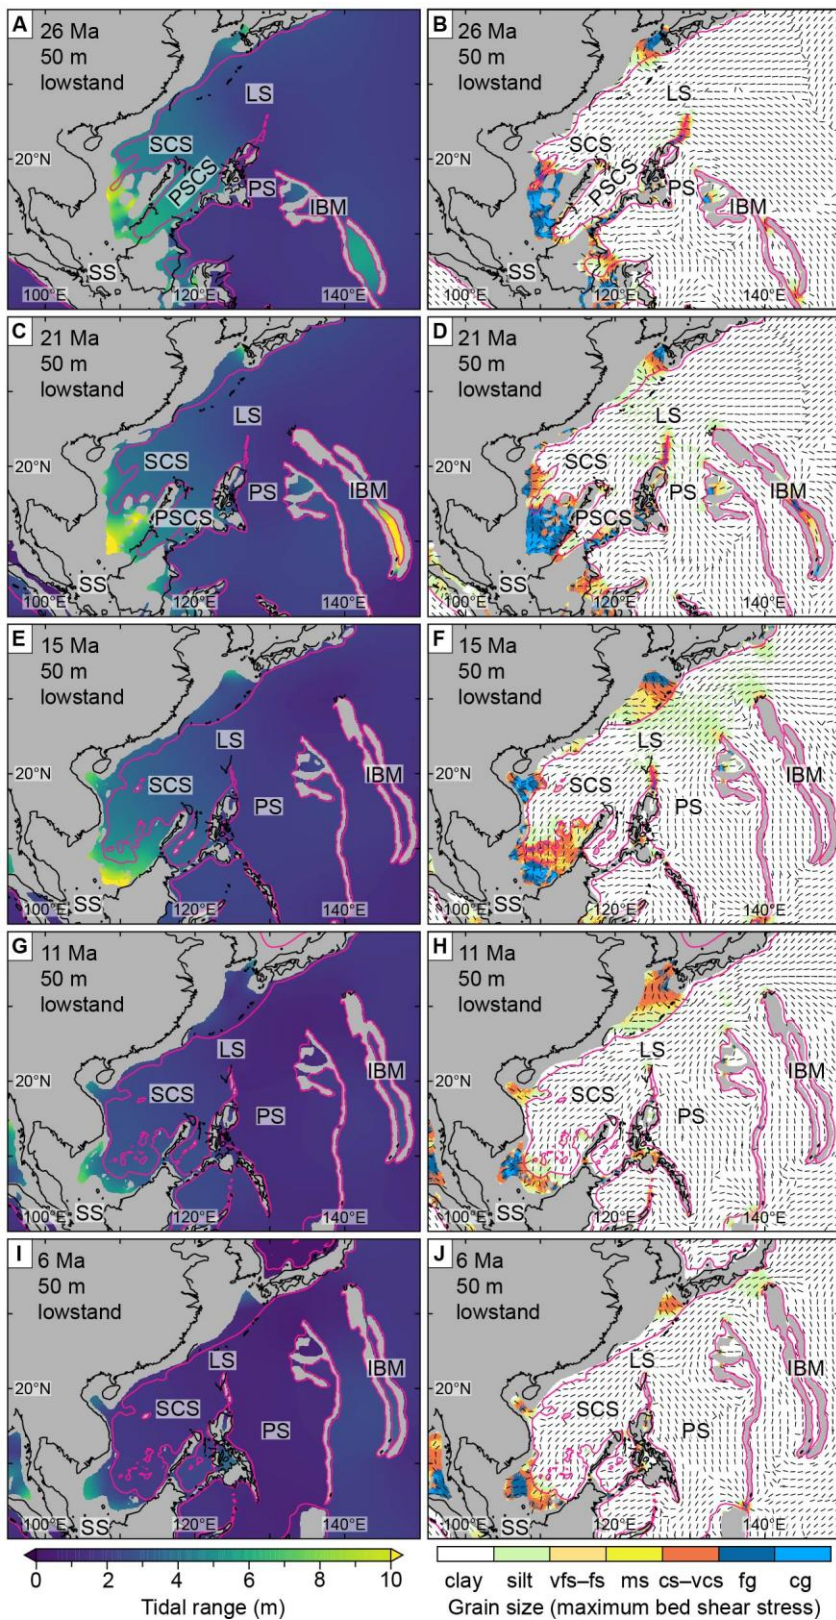 A
26 Ma
50 m
lowstand
LS
20°N
SCS
PSCS
PS
IBM
SS
100°E
120°E
140°E
B
26 Ma
50 m
lowstand
LS
20°N
SCS
PSCS
PS
IBM
SS
100°E
120°E
140°E
C
21 Ma
50 m
lowstand
LS
20°N
SCS
PS
IBM
PSCS
SS
100°E
120°E
140°E
D
21 Ma
50 m
lowstand
LS
20°N
SCS
PS
IBM
PSCS
SS
100°E
120°E
140°E
E
15 Ma
50 m
lowstand
LS
20°N
SCS
PS
IBM
SS
100°E
120°E
140°E
F
15 Ma
50 m
lowstand
LS
20°N
SCS
PS
IBM
SS
100°E
120°E
140°E
G
11 Ma
50 m
lowstand
LS
20°N
SCS
PS
IBM
SS
100°E
120°E
140°E
H
11 Ma
50 m
lowstand
LS
20°N
SCS
PS
IBM
SS
100°E
120°E
140°E
I
6 Ma
50 m
lowstand
LS
20°N
SCS
PS
IBM
SS
100°E
120°E
140°E
J
6 Ma
50 m
lowstand
LS
20°N
SCS
PS
IBM
SS
100°E
120°E
140°E
0 2 4 6 8 10
Tidal range (m)
clay silt vfs–fs ms cs–vcs fg cg
Grain size (maximum bed shear stress)